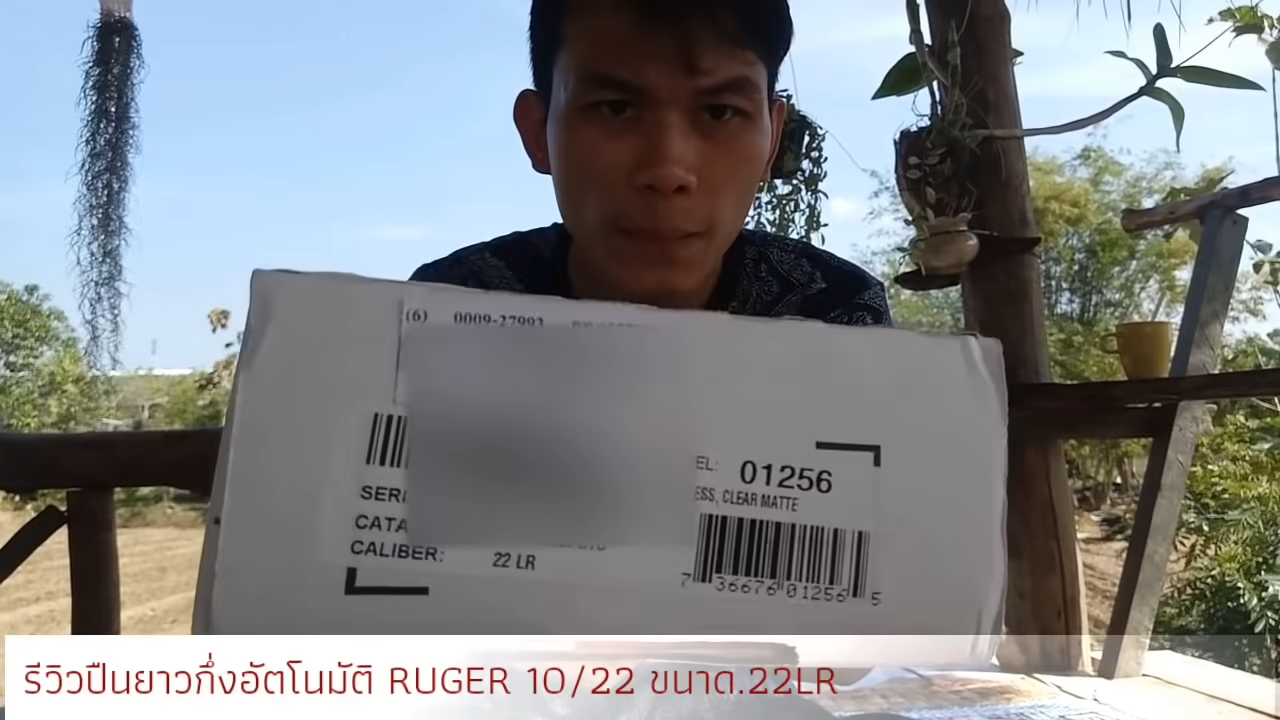 (6) 0009-27993
EL: 01256
ESS, CLEAR MATTE
SERI
CATA
CALIBER: 22 LR
7 36676 01256 5
รีวิวปืนยาวกึ่งอัตโนมัติ RUGER 10/22 ขนาด.22LR